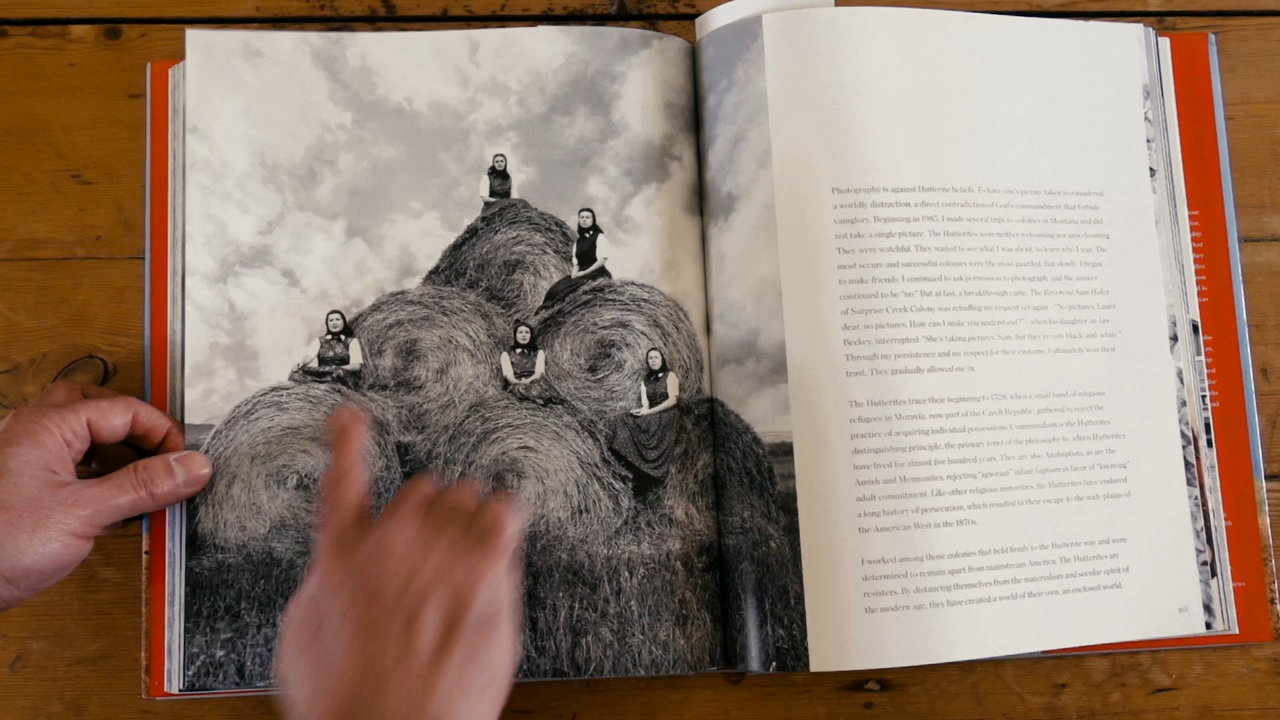 Photography is against Hutterite beliefs. To have one's picture taken is considered
a worldly distraction, a direct contradiction of God's commandment that forbids
vainglory. Beginning in 1985, I made several trips to colonies in Montana and did
not take a single picture. The Hutterites were neither welcoming nor unwelcoming.
They were watchful. They waited to see what I was about, to learn who I was. The
most secure and successful colonies were the most guarded. But slowly, I began
to make friends. I continued to ask permission to photograph, and the answer
continued to be "no." But at last, a breakthrough came. The Reverend Sam Hofer
of Surprise Creek Colony was rebuffing my request yet again- "No pictures, Laura
dear, no pictures. How can I make you understand?"- when his daughter-in-law,
Beckey, interrupted: "She's taking pictures, Sam, but they're only black and white."
Through my persistence and my respect for their customs, I ultimately won their
trust. They gradually allowed me in.
The Hutterites trace their beginning to 1528, when a small band of religious
refugees in Moravia, now part of the Czech Republic, gathered to reject the
practice of acquiring individual possessions. Communalism is the Hutterites'
distinguishing principle, the primary tenet of the philosophy by which Hutterites
have lived for almost five hundred years. They are also Anabaptists, as are the
Amish and Mennonites, rejecting "ignorant" infant baptism in favor of "knowing"
adult commitment. Like other religious minorities, the Hutterites have endured
a long history of persecution, which resulted in their escape to the wide plains of
the American West in the 1870s.
I worked among those colonies that held firmly to the Hutterite way and were
determined to remain apart from mainstream America. The Hutterites are
resisters. By distancing themselves from the materialism and secular spirit of
the modern age, they have created a world of their own, an enclosed world.